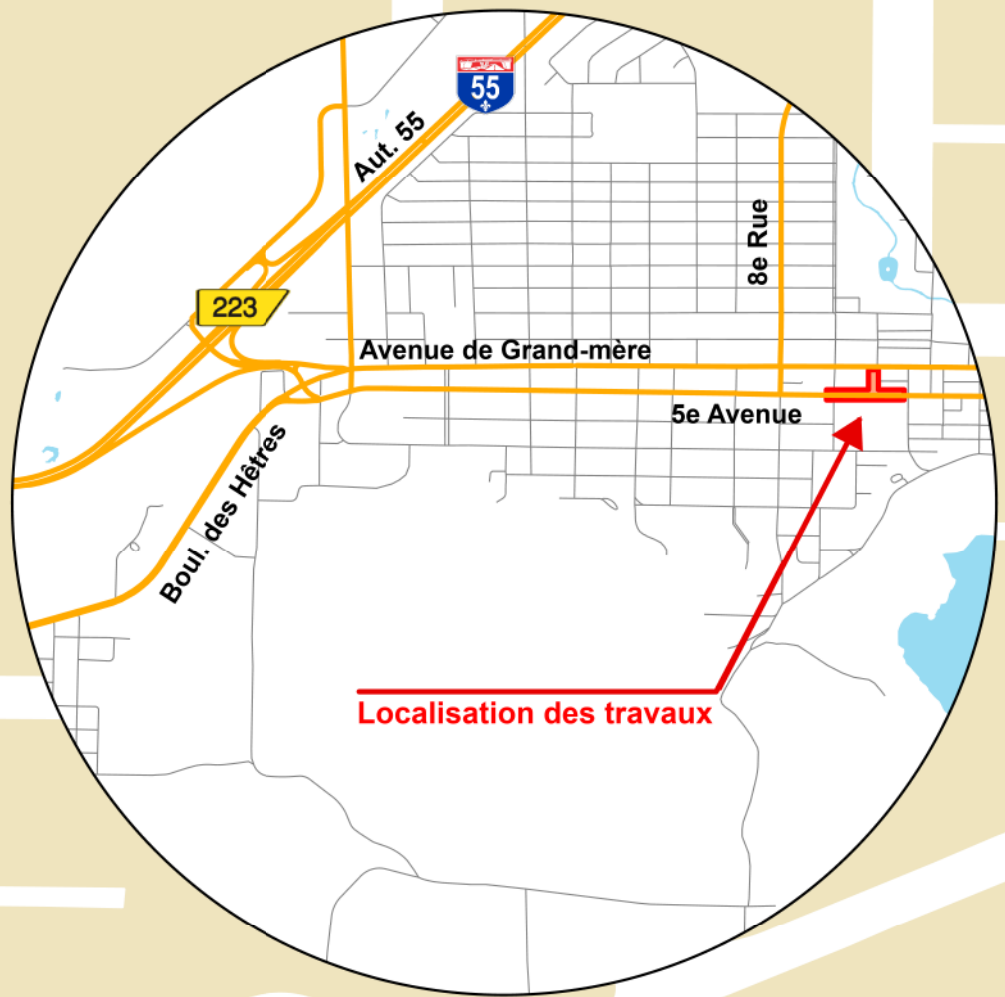 55
Aut. 55
8e Rue
223
Avenue de Grand-mère
5e Avenue
Boul. des Hêtres
Localisation des travaux